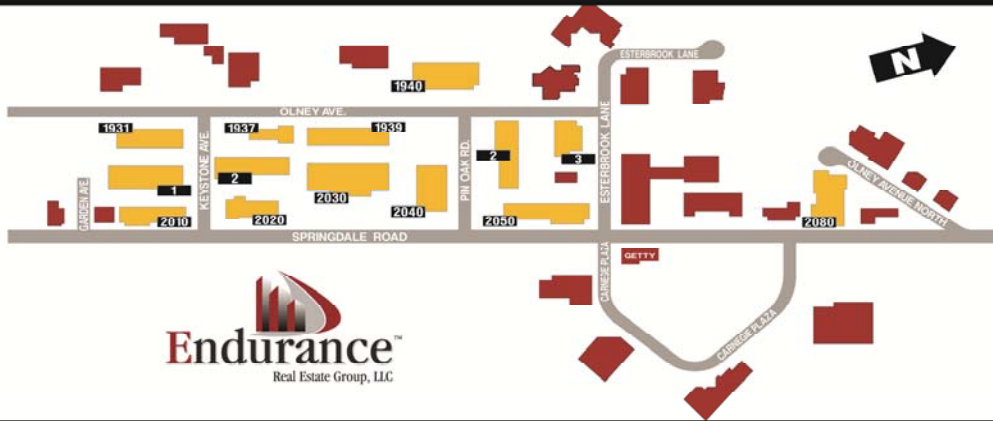 ESTERBROOK LANE
N
1940
OLNEY AVE.
1931
1937
1939
KEYSTONE AVE.
PIN OAK RD.
2
3
ESTERBROOK LANE
OLNEY AVENUE NORTH
GARDEN AVE
1
2
2030
2040
2010
2020
2050
2080
SPRINGDALE ROAD
CARNEGIE PLAZA
GETTY
CARNEGIE PLAZA
Endurance™
Real Estate Group, LLC